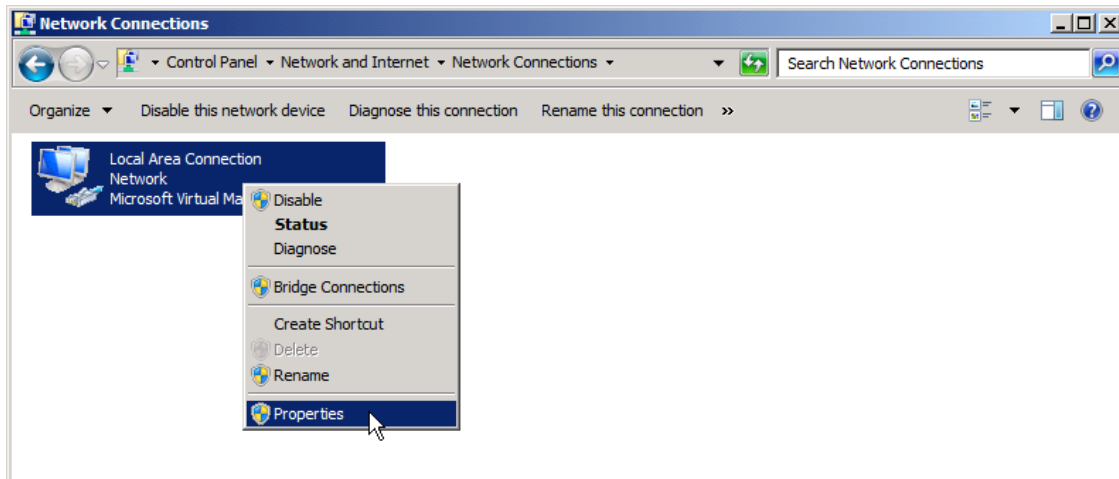 Network Connections
Control Panel Network and Internet Network Connections
Search Network Connections
Organize Disable this network device Diagnose this connection Rename this connection »
Local Area Connection
Network
Microsoft Virtual Ma
Disable
Status
Diagnose
Bridge Connections
Create Shortcut
Delete
Rename
Properties